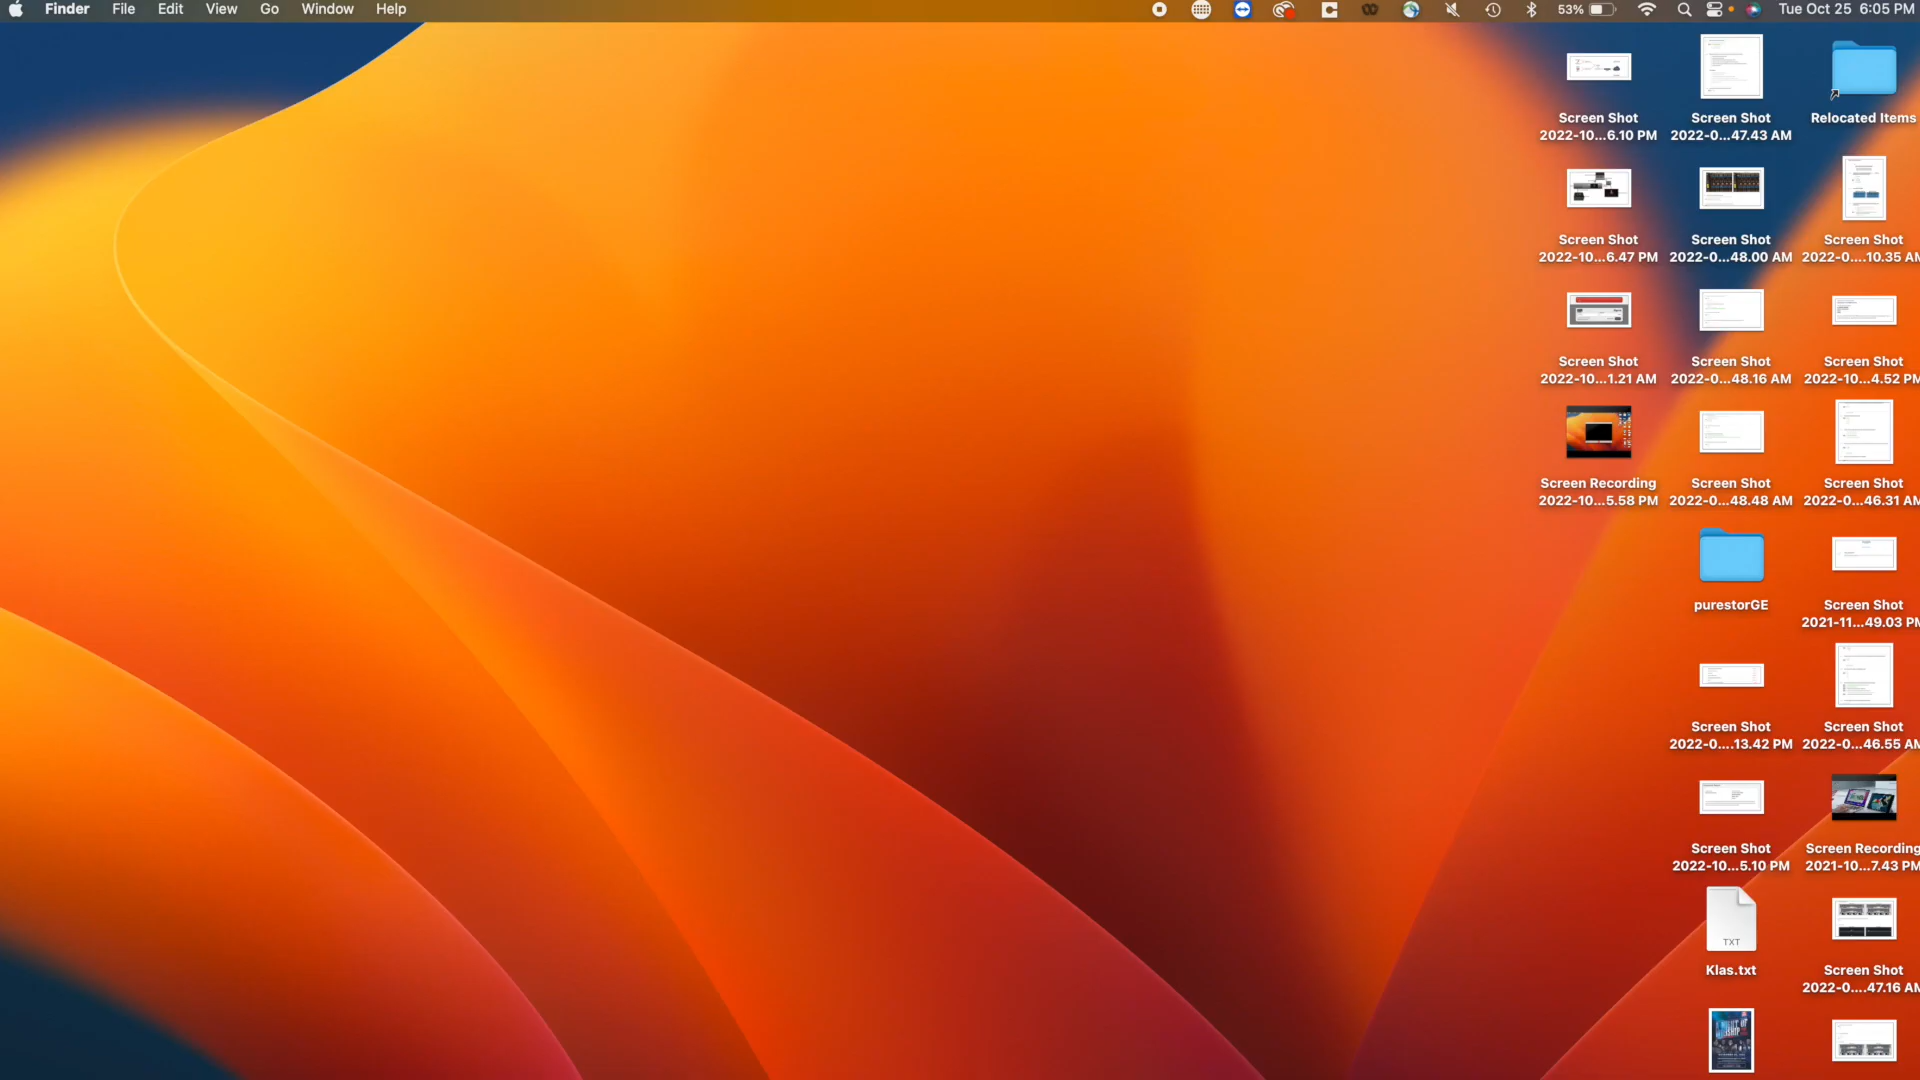 Finder File Edit View Go Window Help 53% Tue Oct 25 6:05 PM
Screen Shot
2022-10...6.10 PM
Screen Shot
2022-0...47.43 AM
Relocated Items
Screen Shot
2022-10...6.47 PM
Screen Shot
2022-0...48.00 AM
Screen Shot
2022-0....10.35 AM
Screen Shot
2022-10...1.21 AM
Screen Shot
2022-0...48.16 AM
Screen Shot
2022-10...4.52 PM
Screen Recording
2022-10...5.58 PM
Screen Shot
2022-0...48.48 AM
Screen Shot
2022-0...46.31 AM
purestorGE
Screen Shot
2021-11...49.03 PM
Screen Shot
2022-0....13.42 PM
Screen Shot
2022-0...46.55 AM
Screen Shot
2022-10...5.10 PM
Screen Recording
2021-10...7.43 PM
TXT
Klas.txt
Screen Shot
2022-0....47.16 AM